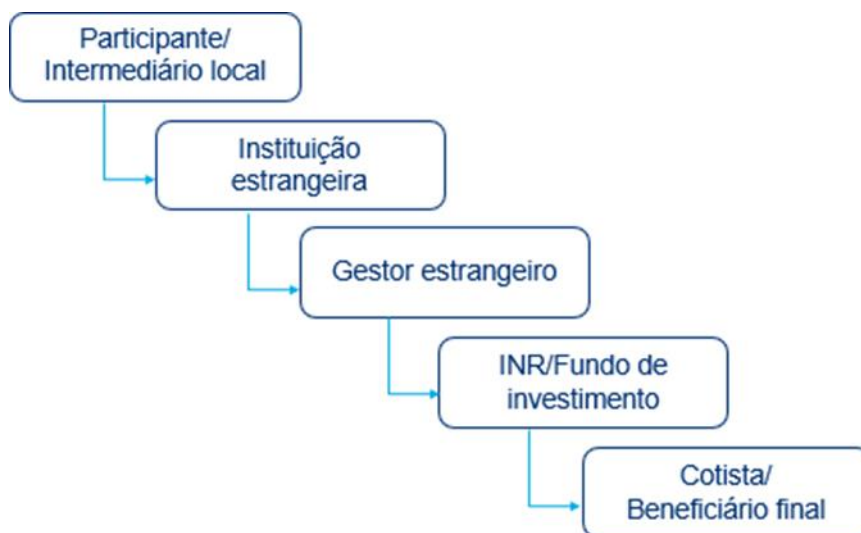 Participante/
Intermediário local
Instituição
estrangeira
Gestor estrangeiro
INR/Fundo de
investimento
Cotista/
Beneficiário final